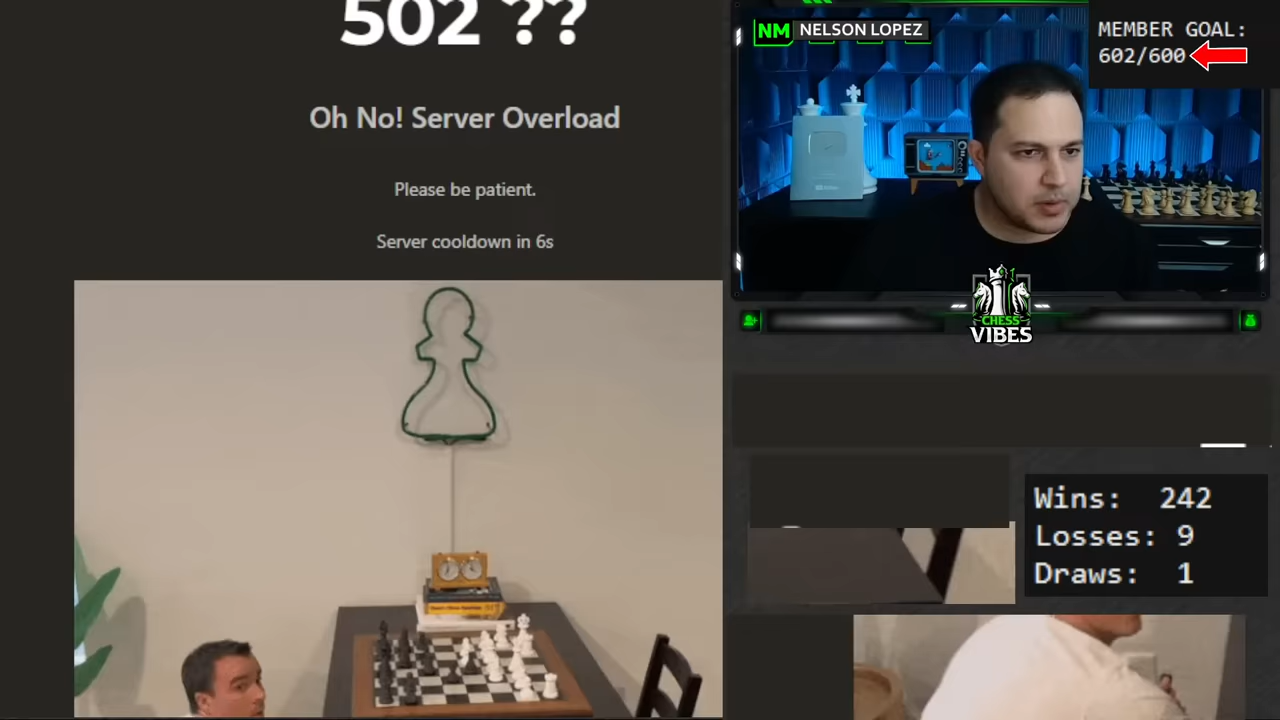 502 ??
Oh No! Server Overload
Please be patient.
Server cooldown in 6s
NM NELSON LOPEZ
MEMBER GOAL:
602/600
CHESS
VIBES
Wins: 242
Losses: 9
Draws: 1